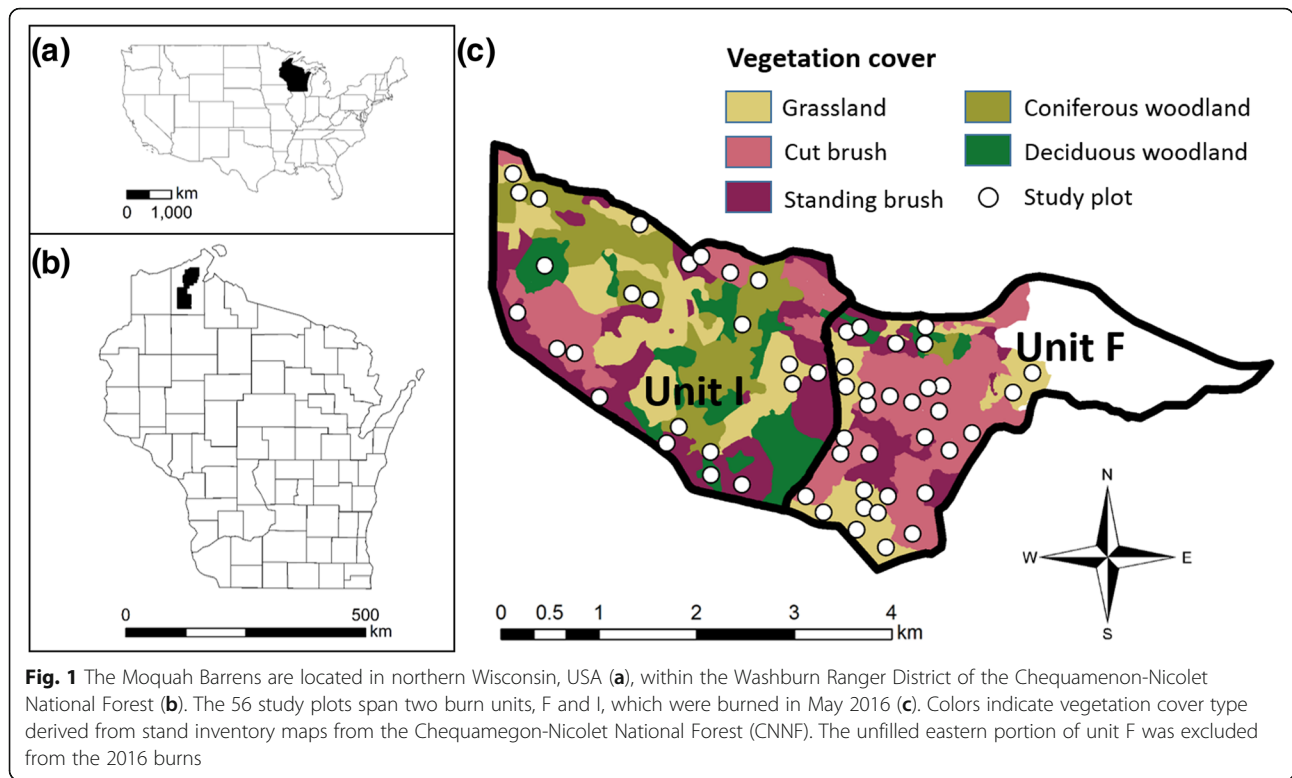 (a)
km
0 1,000
(b)
0 500
km
(c)
Vegetation cover
Grassland
Cut brush
Standing brush
Coniferous woodland
Deciduous woodland
Study plot
Unit I
Unit F
N
W E
S
0 0.5 1 2 3 4
km
Fig. 1 The Moquah Barrens are located in northern Wisconsin, USA (a), within the Washburn Ranger District of the Chequamenon-Nicolet
National Forest (b). The 56 study plots span two burn units, F and I, which were burned in May 2016 (c). Colors indicate vegetation cover type
derived from stand inventory maps from the Chequamegon-Nicolet National Forest (CNNF). The unfilled eastern portion of unit F was excluded
from the 2016 burns